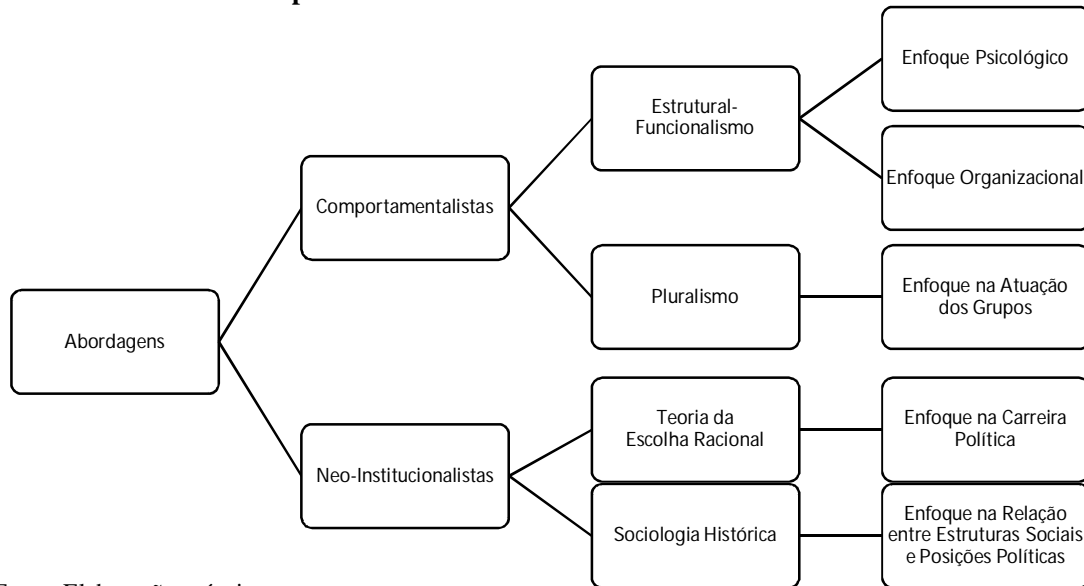 Enfoque Psicológico
Estrutural-
Funcionalismo
Enfoque Organizacional
Comportamentalistas
Pluralismo
Enfoque na Atuação
dos Grupos
Abordagens
Teoria da
Escolha Racional
Enfoque na Carreira
Política
Neo-Institucionalistas
Sociologia Histórica
Enfoque na Relação
entre Estruturas Sociais
e Posições Políticas